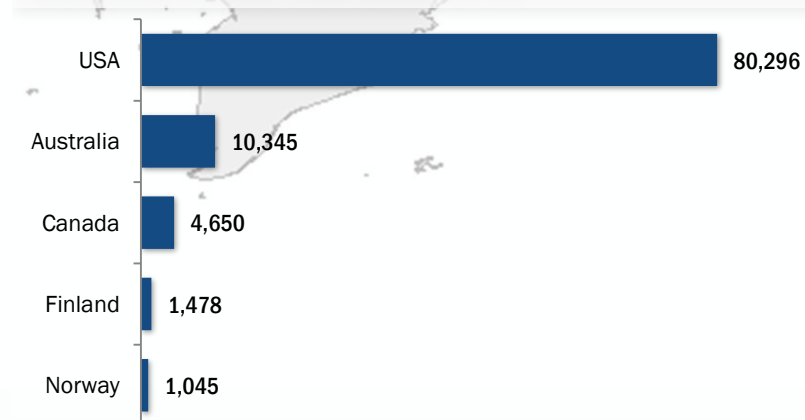 USA 80,296
Australia 10,345
Canada 4,650
Finland 1,478
Norway 1,045